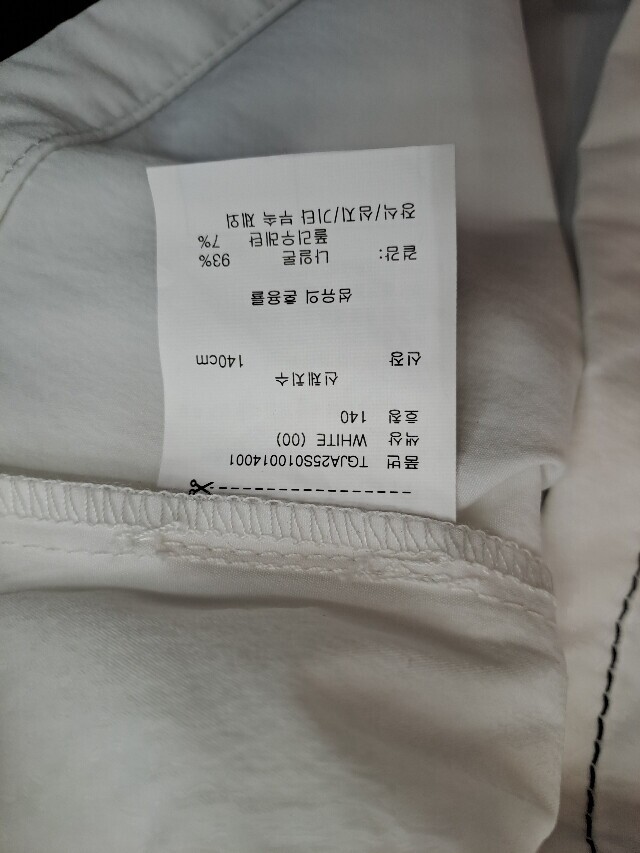 품번 TGJA25S010014001
색상 WHITE (00)
호칭 140
신체치수
신장 140cm
섬유의 혼용률
겉감: 나일론 93%
폴리우레탄 7%
장식/심지/기타 부속 제외